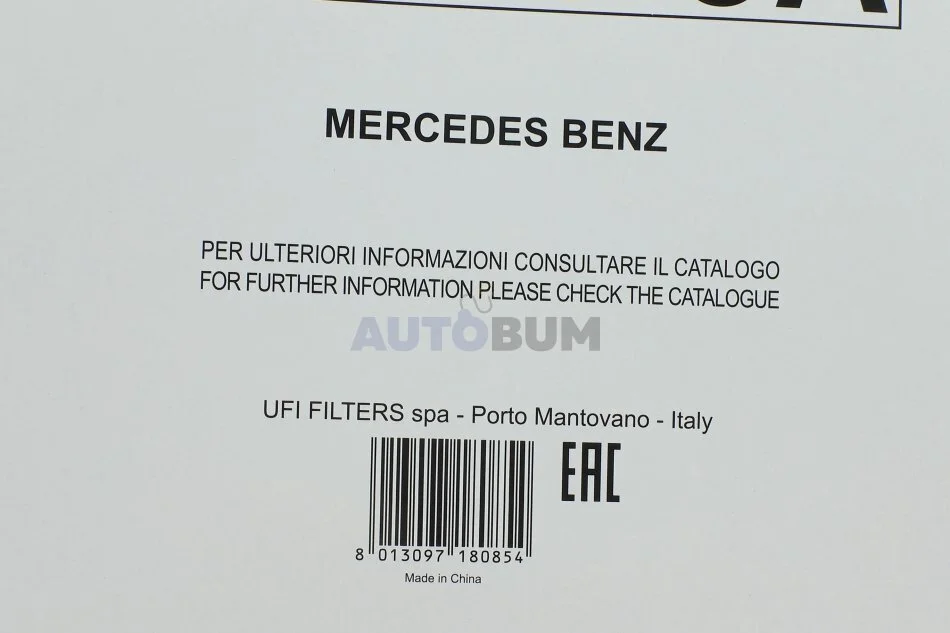 MERCEDES BENZ
PER ULTERIORI INFORMAZIONI CONSULTARE IL CATALOGO
FOR FURTHER INFORMATION PLEASE CHECK THE CATALOGUE
AUTOBUM
UFI FILTERS spa - Porto Mantovano - Italy
EAC
8 013097 180854
Made in China